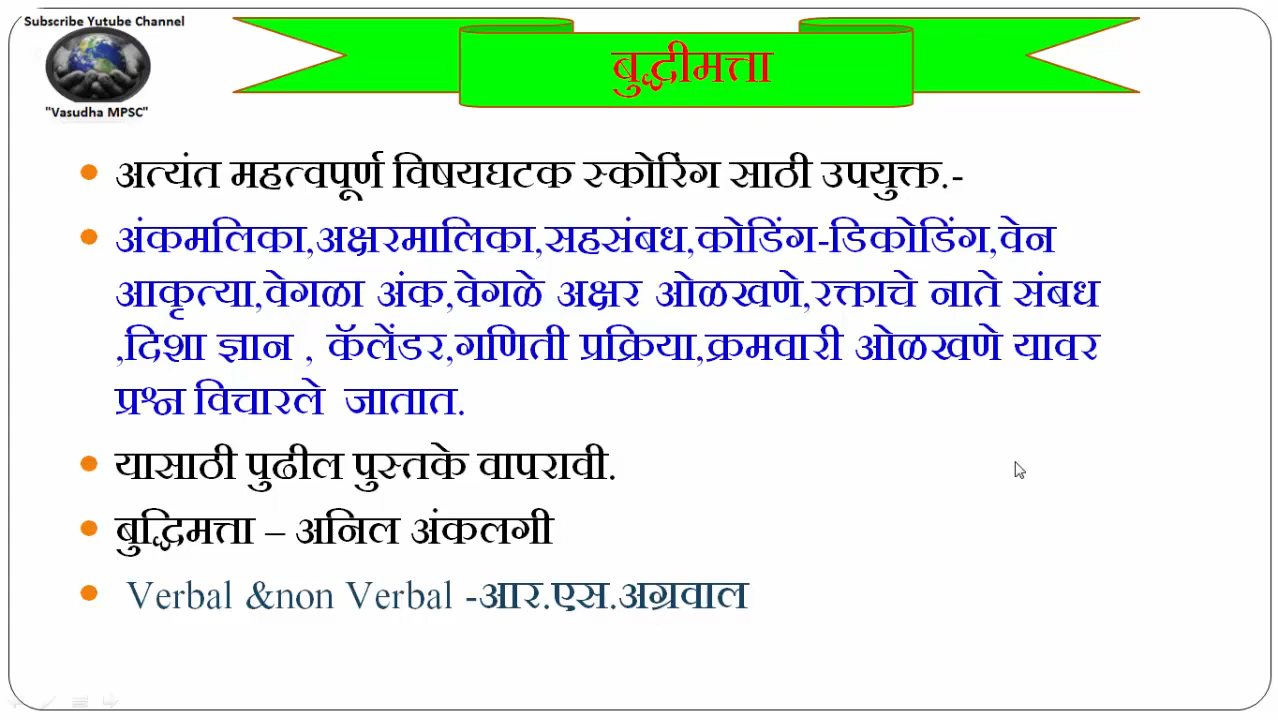 Subscribe Yutube Channel
"Vasudha MPSC"
बुद्धीमत्ता
अत्यंत महत्वपूर्ण विषयघटक स्कोरिंग साठी उपयुक्त.-
अंकमलिका,अक्षरमालिका,सहसंबध,कोडिंग-डिकोडिंग,वेन
आकृत्या,वेगळा अंक,वेगळे अक्षर ओळखणे,रक्ताचे नाते संबध
,दिशा ज्ञान , कॅलेंडर,गणिती प्रक्रिया,क्रमवारी ओळखणे यावर
प्रश्न विचारले जातात.
यासाठी पुढील पुस्तके वापरावी.
बुद्धिमत्ता – अनिल अंकलगी
Verbal &non Verbal -आर.एस.अग्रवाल